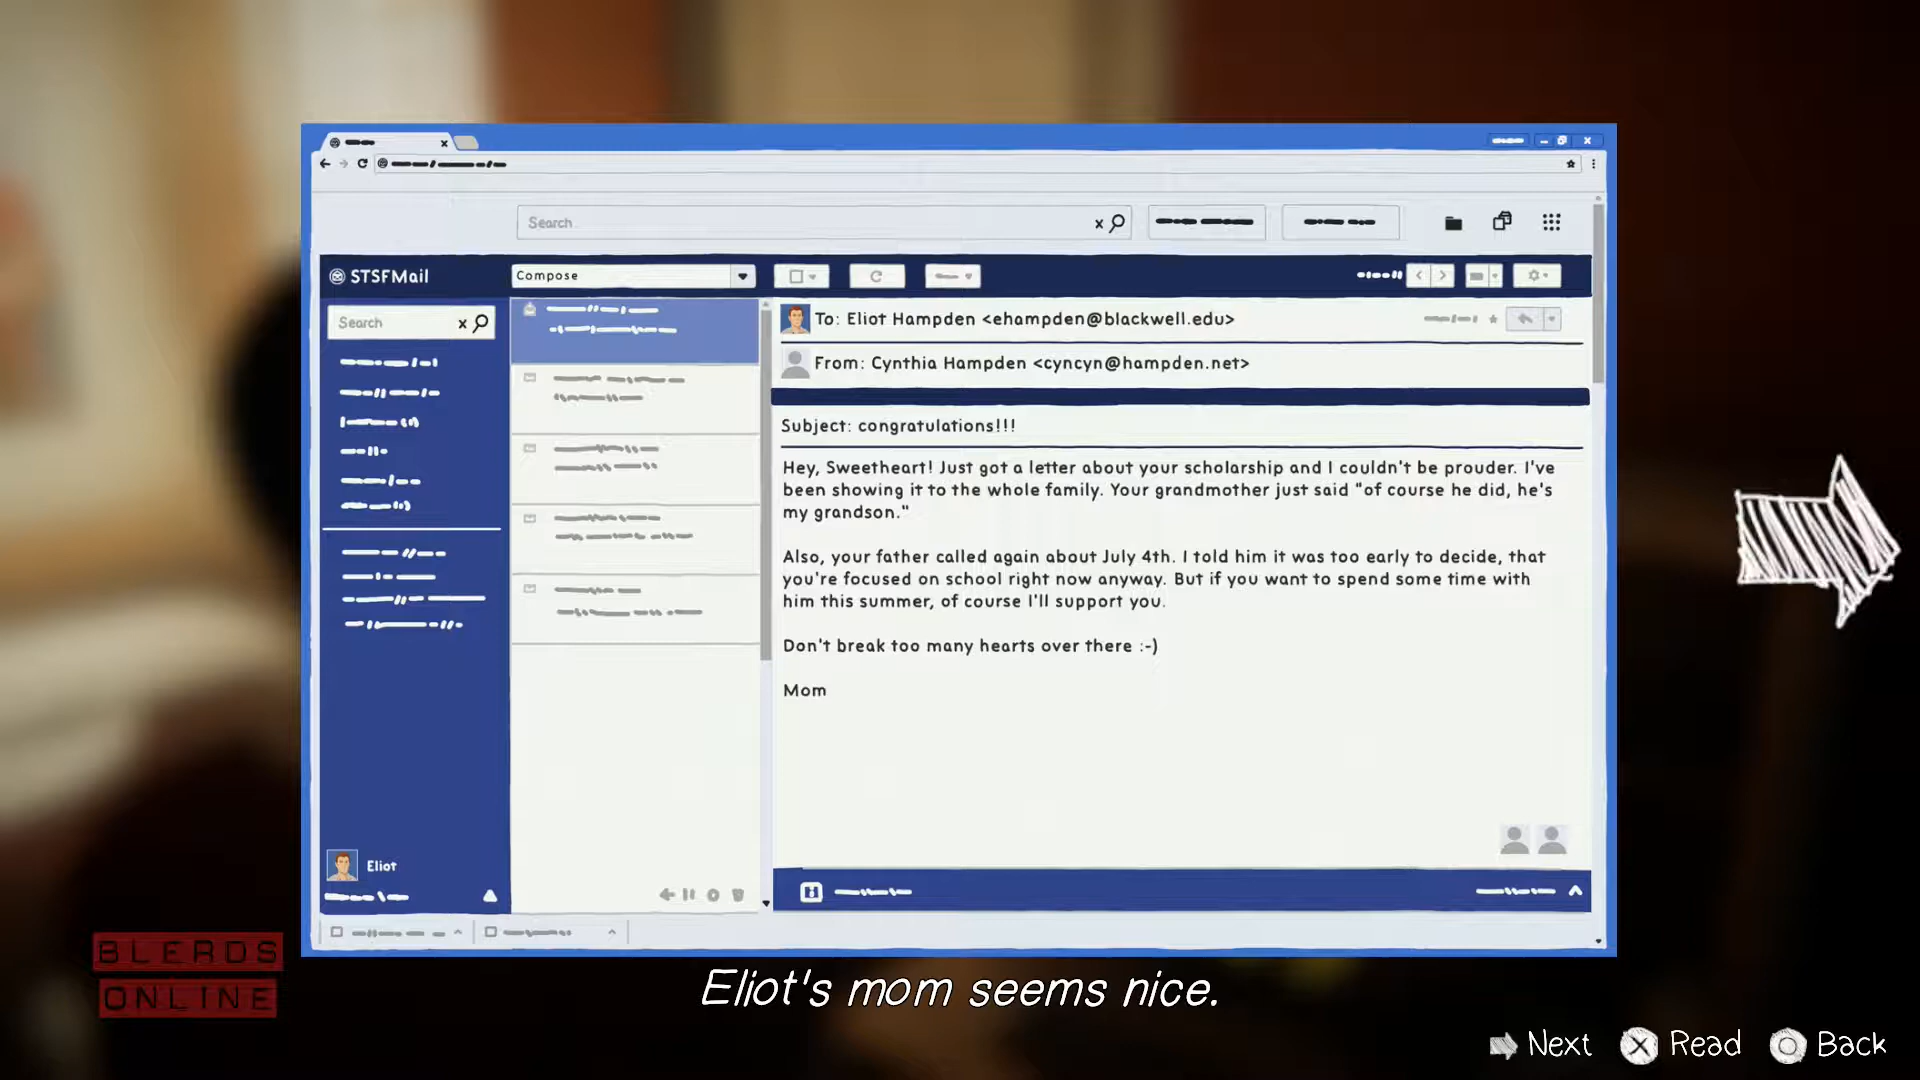 Search
STSFMail
Compose
Search
To: Eliot Hampden <ehampden@blackwell.edu>
From: Cynthia Hampden <cyncyn@hampden.net>
Subject: congratulations!!!
Hey, Sweetheart! Just got a letter about your scholarship and I couldn't be prouder. I've
been showing it to the whole family. Your grandmother just said "of course he did, he's
my grandson."
Also, your father called again about July 4th. I told him it was too early to decide, that
you're focused on school right now anyway. But if you want to spend some time with
him this summer, of course I'll support you.
Don't break too many hearts over there :-)
Mom
Eliot
BLERDS
ONLINE
Eliot's mom seems nice.
Next Read Back